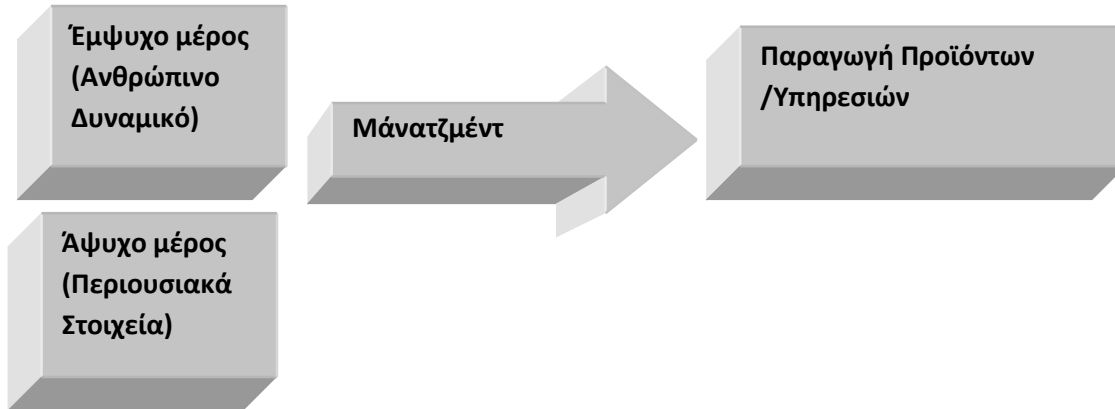 Έμψυχο μέρος
(Ανθρώπινο
Δυναμικό)
Άψυχο μέρος
(Περιουσιακά
Στοιχεία)
Μάνατζμέντ
Παραγωγή Προϊόντων
/Υπηρεσιών